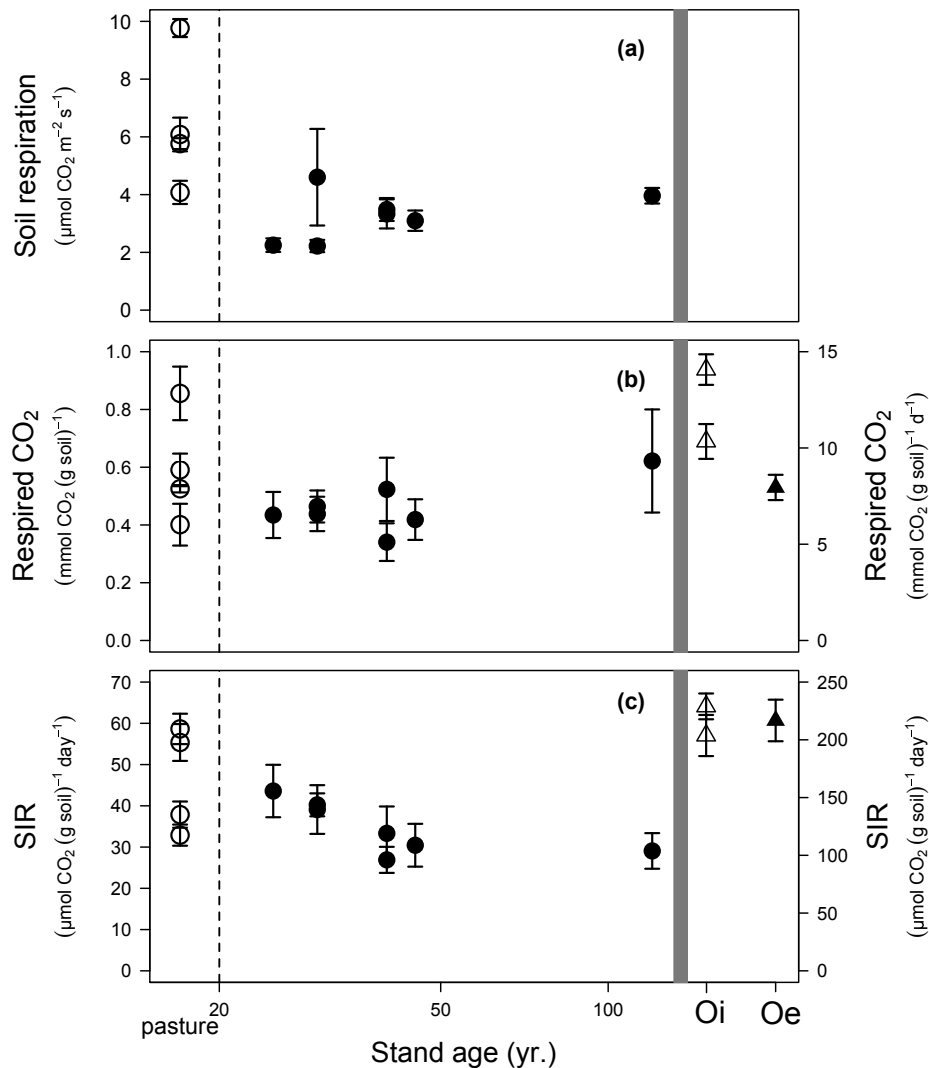 (a)
Soil respiration
(µmol CO₂ m⁻² s⁻¹)
10
8
6
4
2
0
(b)
Respired CO₂
(mmol CO₂ (g soil)⁻¹)
1.0
0.8
0.6
0.4
0.2
0.0
15
10
5
0
Respired CO₂
(mmol CO₂ (g soil)⁻¹ d⁻¹)
(c)
SIR
(µmol CO₂ (g soil)⁻¹ day⁻¹)
70
60
50
40
30
20
10
0
250
200
150
100
50
0
SIR
(µmol CO₂ (g soil)⁻¹ day⁻¹)
pasture
20
50
100
Oi
Oe
Stand age (yr.)